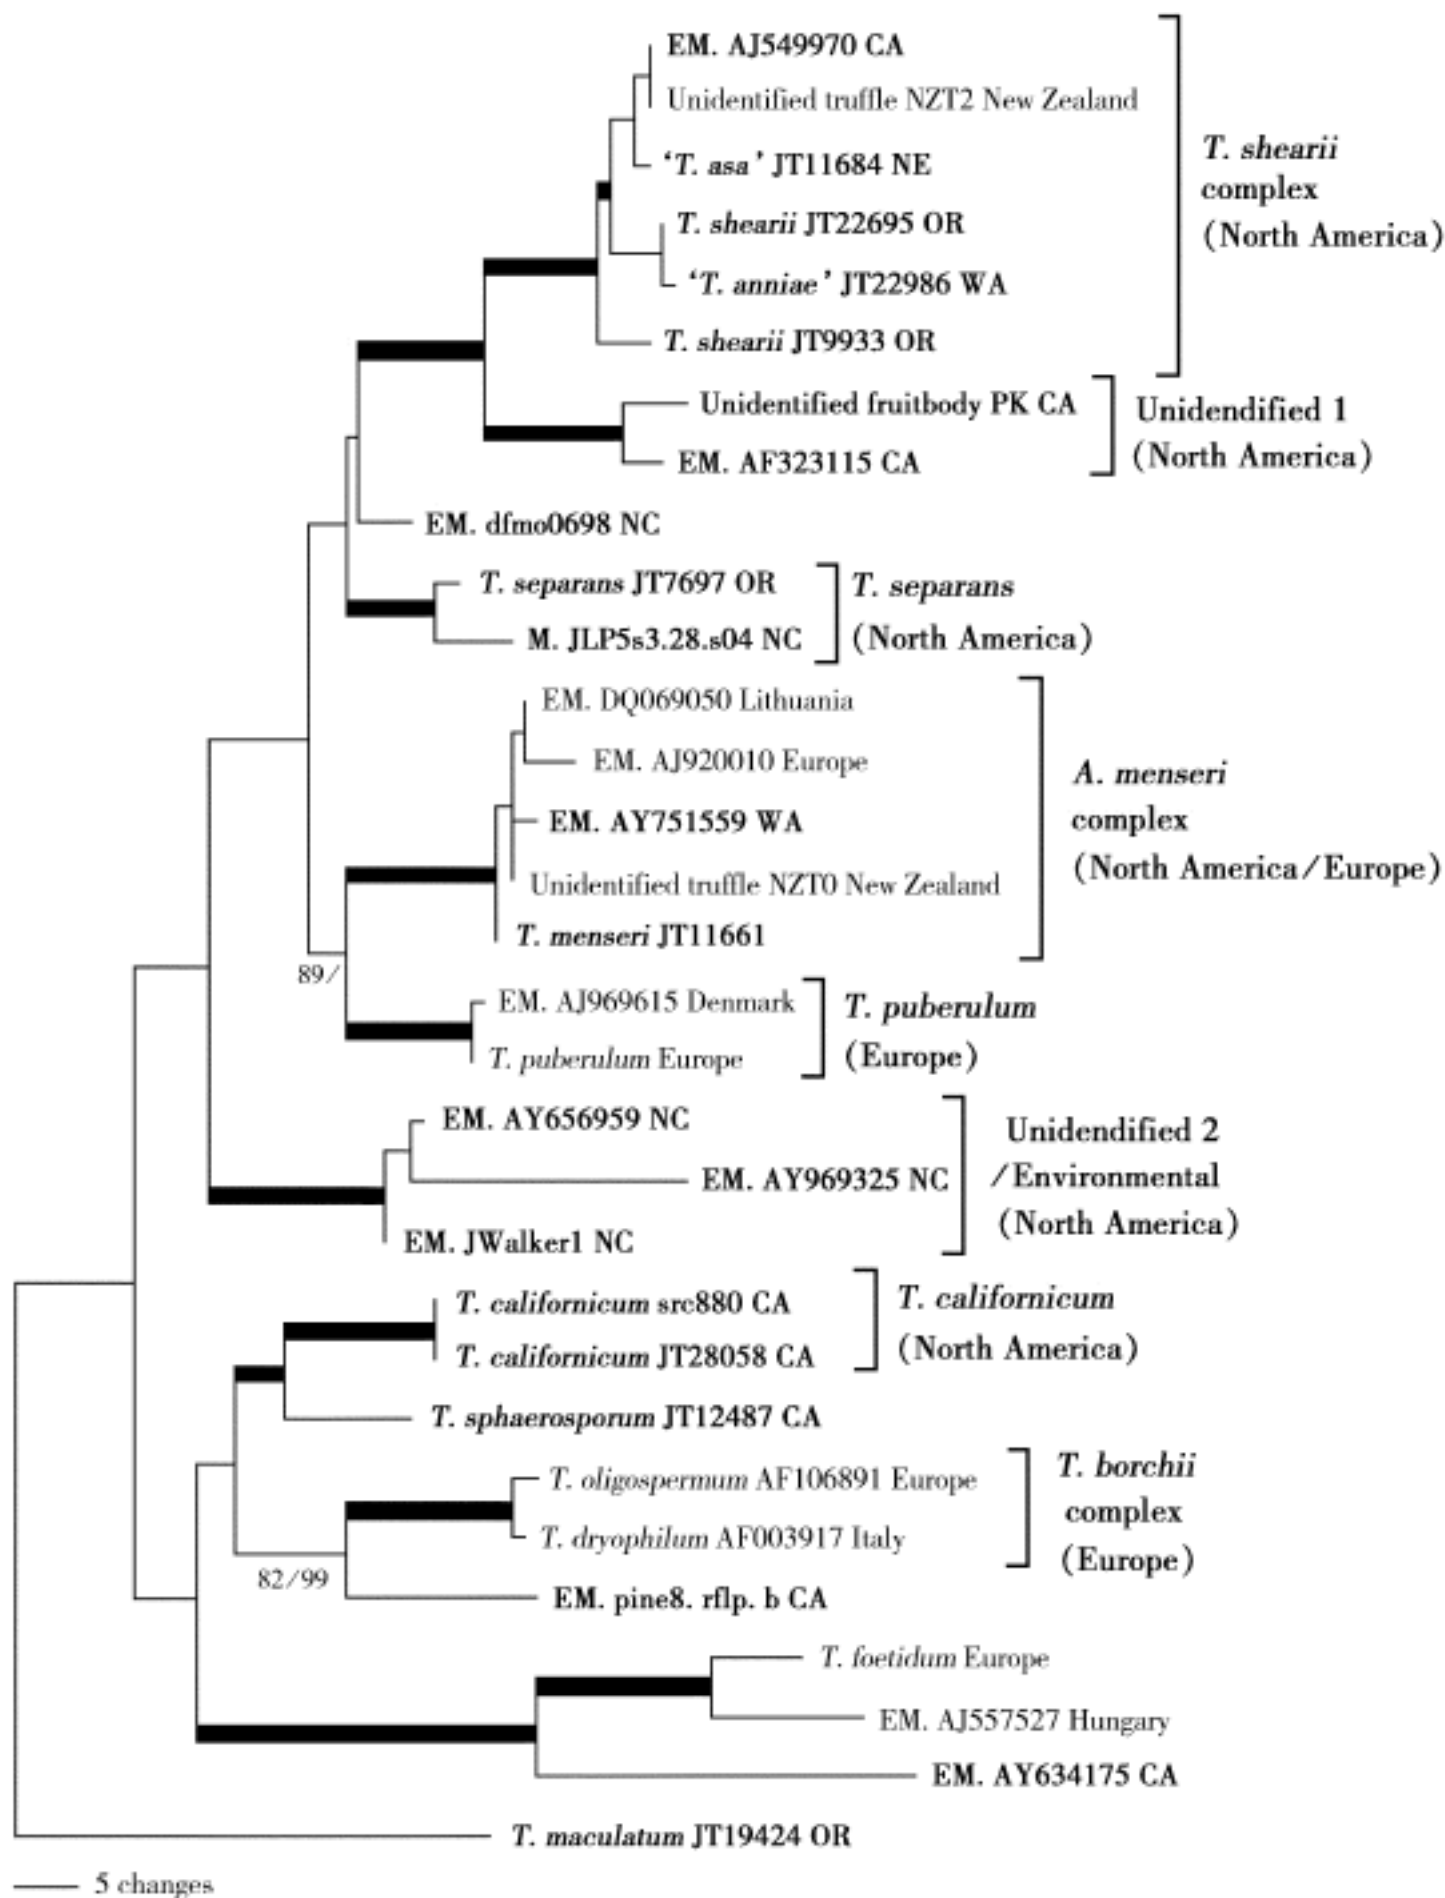 EM. AJ549970 CA
Unidentified truffle NZT2 New Zealand
‘T. asa’ JT11684 NE
T. shearii JT22695 OR
‘T. anniae’ JT22986 WA
T. shearii JT9933 OR
T. shearii
complex
(North America)
Unidentified fruitbody PK CA
EM. AF323115 CA
Unidendified 1
(North America)
EM. dfmo0698 NC
T. separans JT7697 OR
M. JLP5s3.28.s04 NC
T. separans
(North America)
EM. DQ069050 Lithuania
EM. AJ920010 Europe
EM. AY751559 WA
Unidentified truffle NZT0 New Zealand
T. menseri JT11661
A. menseri
complex
(North America/Europe)
89/
EM. AJ969615 Denmark
T. puberulum Europe
T. puberulum
(Europe)
EM. AY656959 NC
EM. AY969325 NC
EM. JWalker1 NC
Unidendified 2
/Environmental
(North America)
T. californicum src880 CA
T. californicum JT28058 CA
T. californicum
(North America)
T. sphaerosporum JT12487 CA
T. oligospermum AF106891 Europe
T. dryophilum AF003917 Italy
T. borchii
complex
(Europe)
82/99
EM. pine8. rflp. b CA
T. foetidum Europe
EM. AJ557527 Hungary
EM. AY634175 CA
T. maculatum JT19424 OR
5 changes